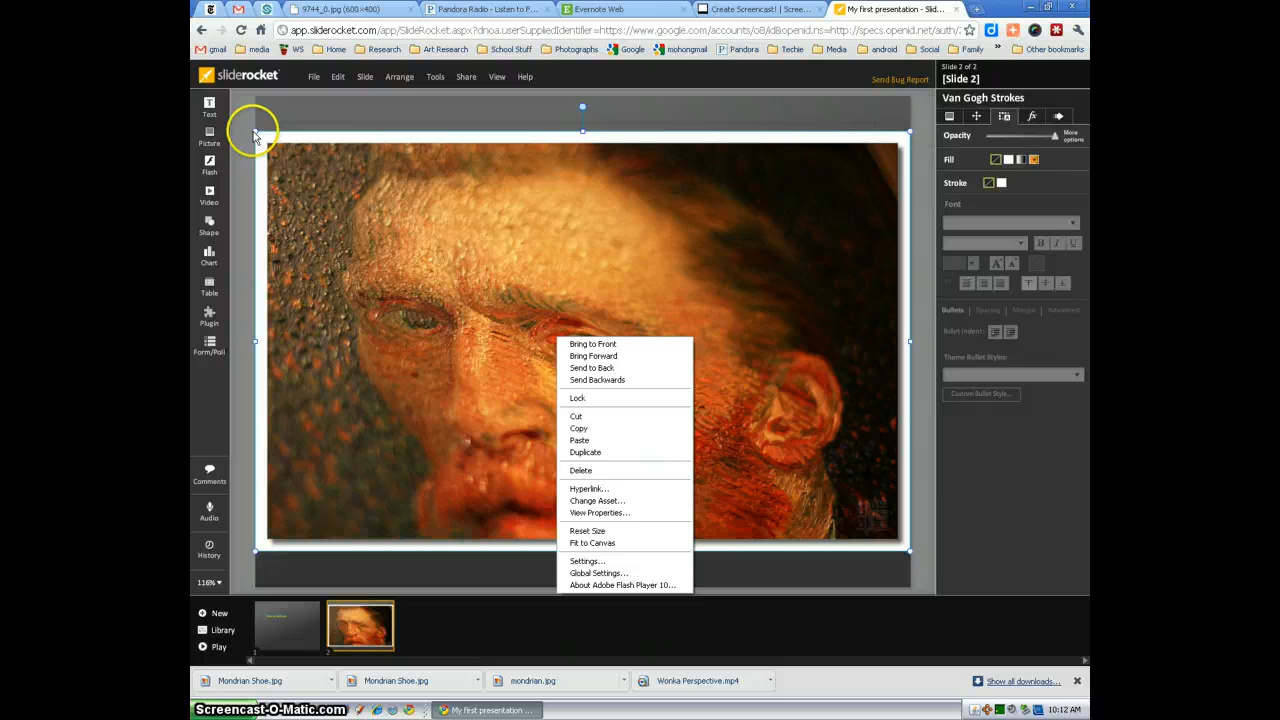 9744_0.jpg (600×400)
Pandora Radio - Listen to F...
Evernote Web
Create Screencast! | Scree...
My first presentation - Slid...
app.sliderocket.com/app/SlideRocket.aspx?dnoa.userSuppliedIdentifier=https://www.google.com/accounts/o8/id&openid.ns=http://specs.openid.net/auth/
gmail
media
WS
Home
Research
Art Research
School Stuff
Photographs
Google
mohongmail
Pandora
Techie
Media
android
Social
Family
»
Other bookmarks
sliderocket
File
Edit
Slide
Arrange
Tools
Share
View
Help
Send Bug Report
Slide 2 of 2
[Slide 2]
Van Gogh Strokes
Opacity
More options
Fill
Stroke
Font
B I U
Bullets
Spacing
Margin
Advanced
Bullet Indent:
Theme Bullet Styles:
Custom Bullet Style...
Text
Picture
Flash
Video
Shape
Chart
Table
Plugin
Form/Poll
Comments
Audio
History
116%
Bring to Front
Bring Forward
Send to Back
Send Backwards
Lock
Cut
Copy
Paste
Duplicate
Delete
Hyperlink...
Change Asset...
View Properties...
Reset Size
Fit to Canvas
Settings...
Global Settings...
About Adobe Flash Player 10...
New
Library
Play
1
2
Mondrian Shoe.jpg
Mondrian Shoe.jpg
mondrian.jpg
Wonka Perspective.mp4
Show all downloads...
Screencast-O-Matic.com
My first presentation ...
10:12 AM